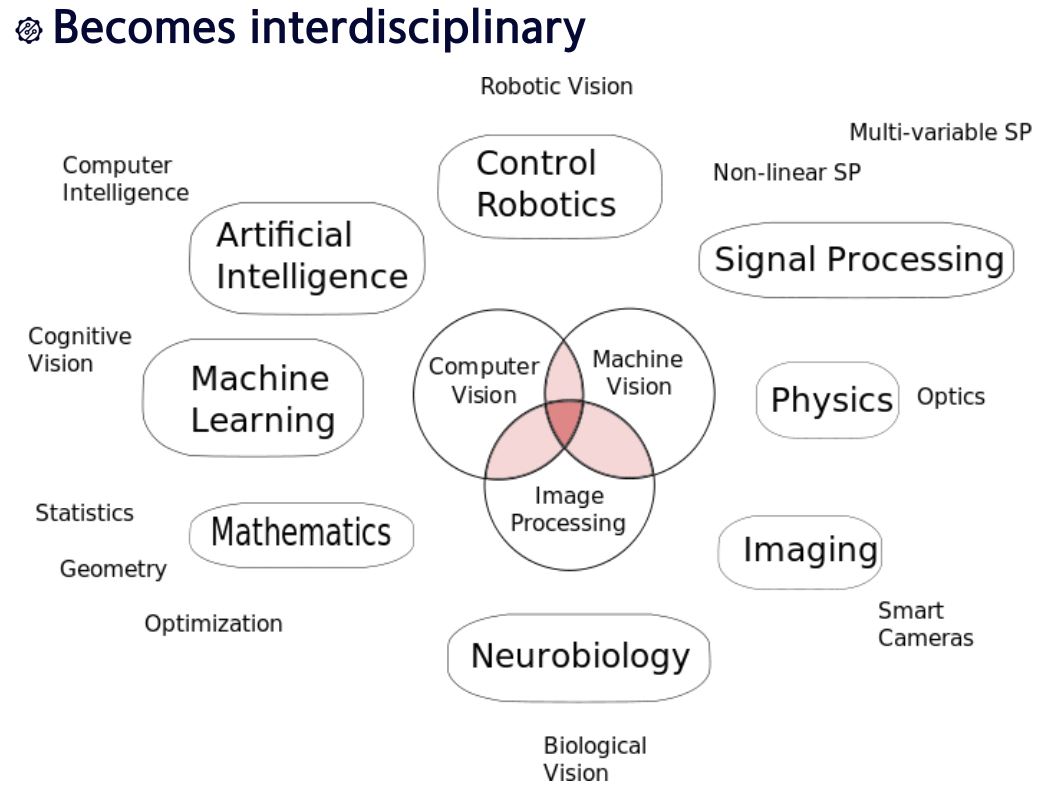 Becomes interdisciplinary
Robotic Vision
Multi-variable SP
Non-linear SP
Computer
Intelligence
Control
Robotics
Artificial
Intelligence
Signal Processing
Cognitive
Vision
Machine
Learning
Computer
Vision
Machine
Vision
Physics
Optics
Image
Processing
Statistics
Mathematics
Geometry
Optimization
Imaging
Smart
Cameras
Neurobiology
Biological
Vision